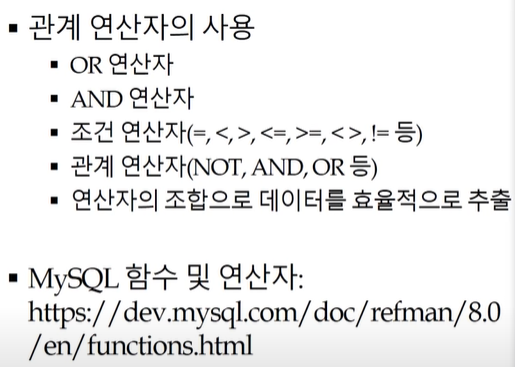 ▪ 관계 연산자의 사용
▪ OR 연산자
▪ AND 연산자
▪ 조건 연산자(=, <, >, <=, >=, < >, != 등)
▪ 관계 연산자(NOT, AND, OR 등)
▪ 연산자의 조합으로 데이터를 효율적으로 추출
▪ MySQL 함수 및 연산자:
https://dev.mysql.com/doc/refman/8.0
/en/functions.html